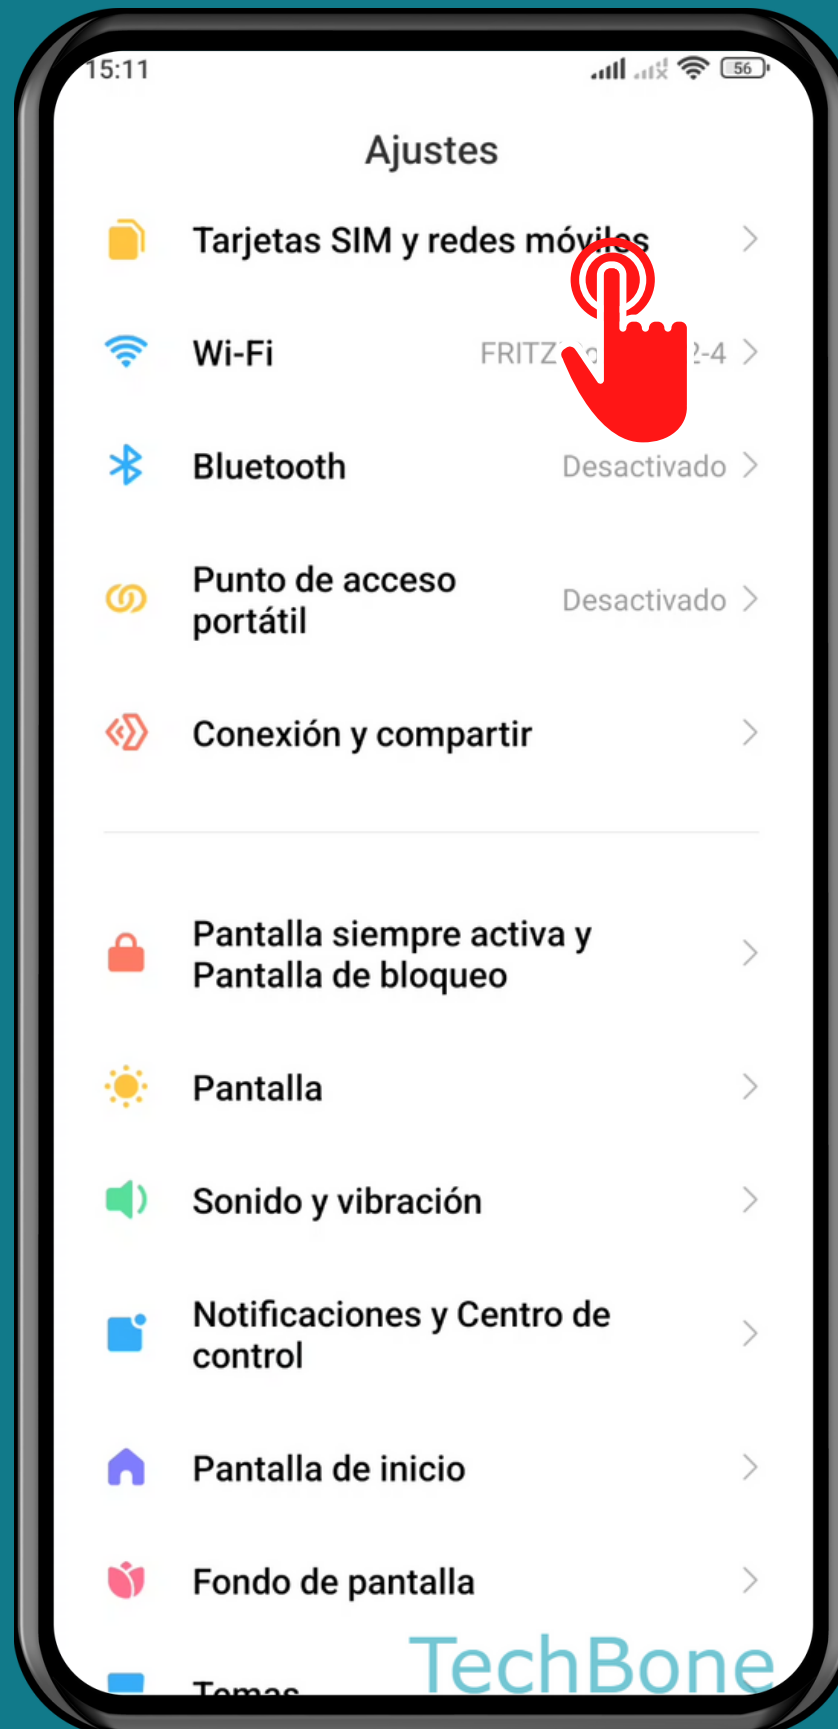 15:11
56
Ajustes
Tarjetas SIM y redes móviles
Wi-Fi
Bluetooth
Desactivado
Punto de acceso
portátil
Desactivado
Conexión y compartir
Pantalla siempre activa y
Pantalla de bloqueo
Pantalla
Sonido y vibración
Notificaciones y Centro de
control
Pantalla de inicio
Fondo de pantalla
TechBone
Temas